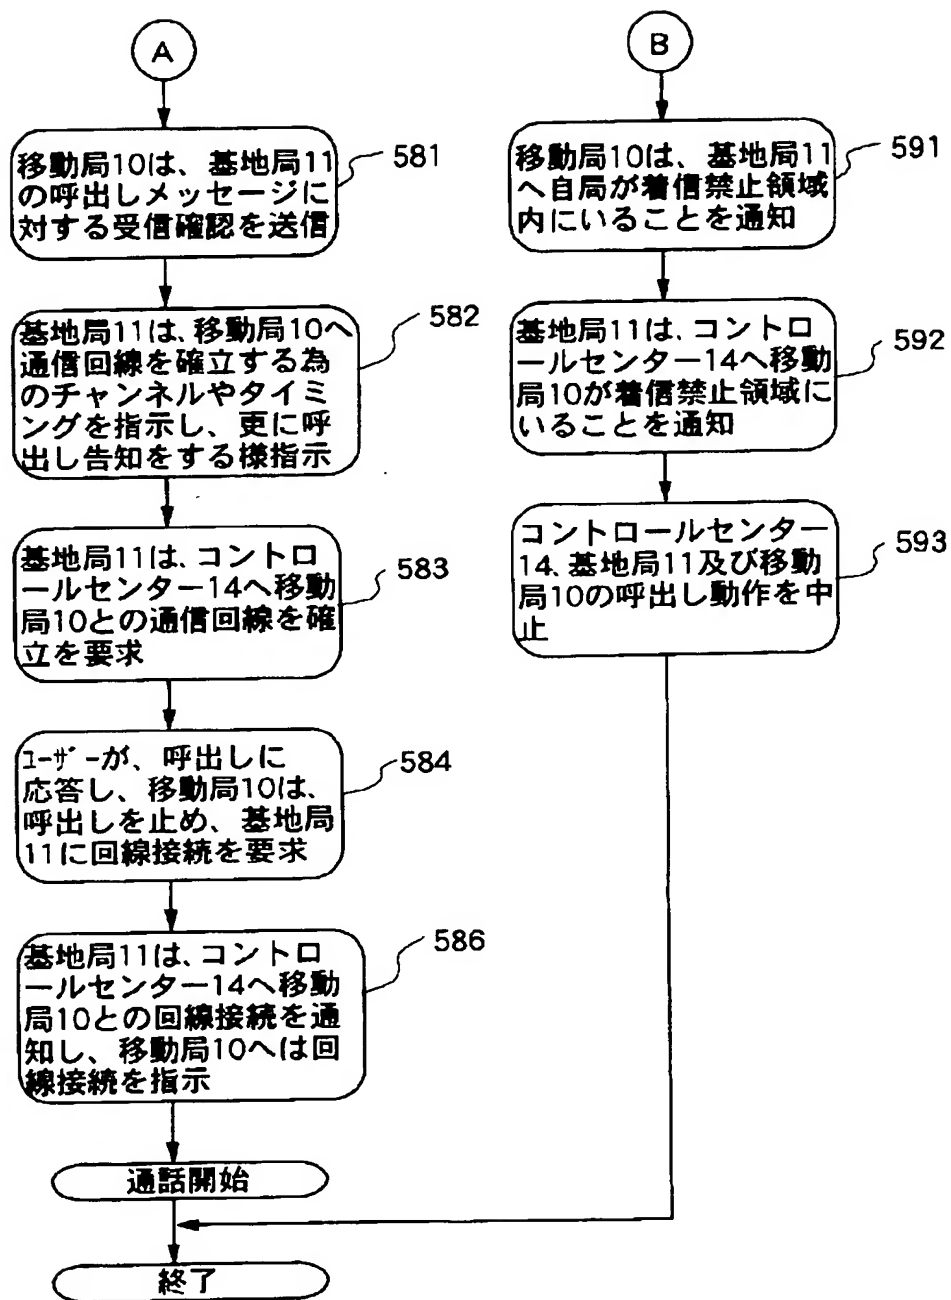 A
移動局10は、基地局11
の呼出しメッセージに
対する受信確認を送信
581
基地局11は、移動局10へ
通信回線を確立する為
のチャンネルやタイミ
ングを指示し、更に呼
出し告知をする様指示
582
基地局11は、コントロ
ールセンター14へ移動
局10との通信回線を確
立を要求
583
ユーザーが、呼出しに
応答し、移動局10は、
呼出しを止め、基地局
11に回線接続を要求
584
基地局11は、コントロ
ールセンター14へ移動
局10との回線接続を通
知し、移動局10へは回
線接続を指示
586
通話開始
終了
B
移動局10は、基地局11
へ自局が着信禁止領域
内にいることを通知
591
基地局11は、コントロ
ールセンター14へ移動
局10が着信禁止領域に
いることを通知
592
コントロールセンター
14、基地局11及び移動
局10の呼出し動作を中
止
593